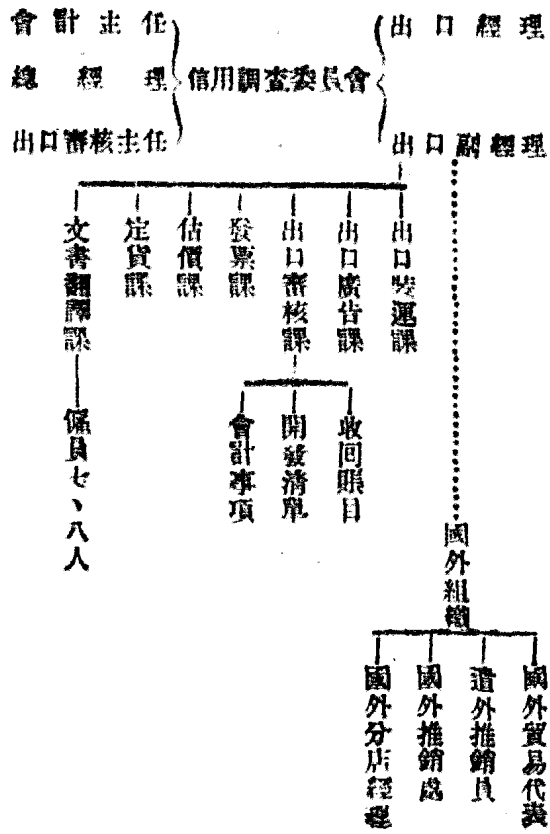 出口經理
會計主任
總經理
信用調查委員會
出口審核主任
出口副經理
出口裝運課
出口廣告課
出口審核課
發票課
估價課
定貨課
文書翻譯課
收回賬目
開發清單
會計事項
僱員七、八人
國外組織
國外貿易代表
遣外推銷員
國外推銷處
國外分店經理